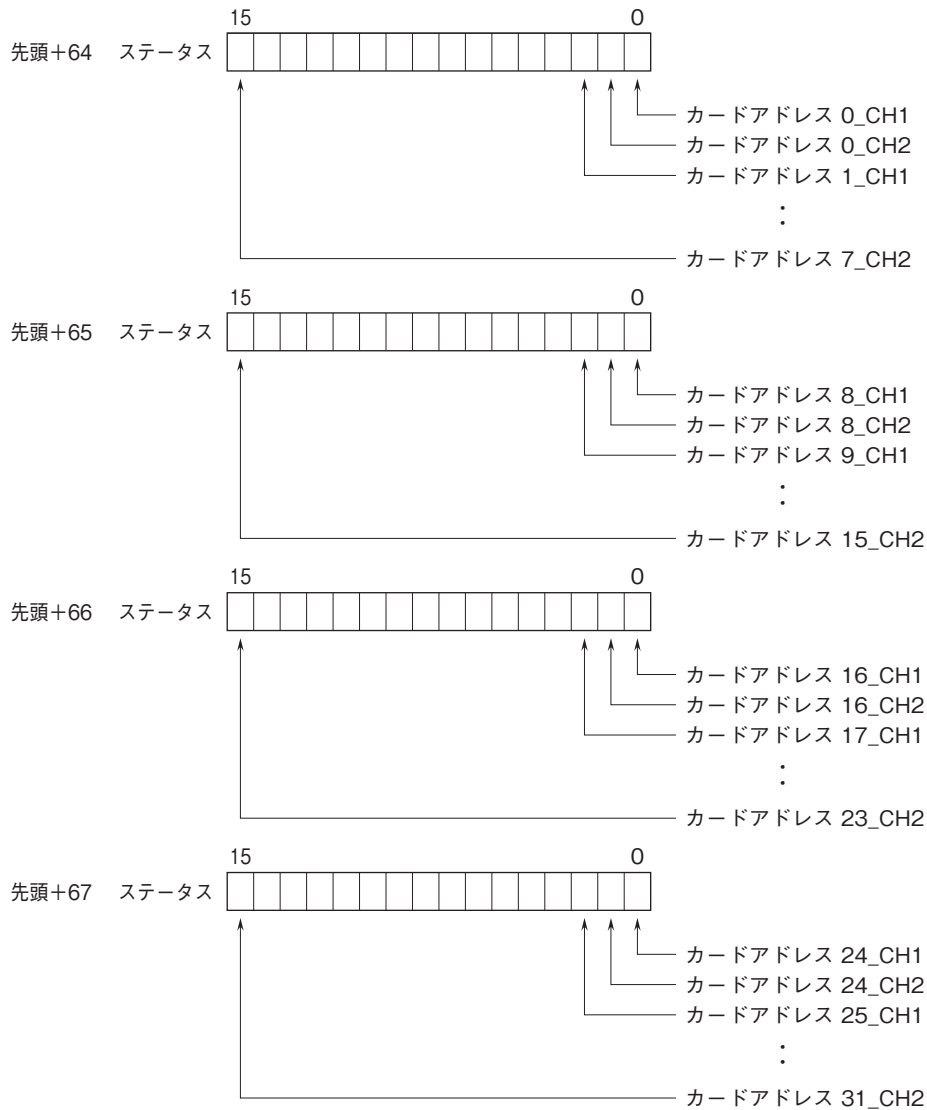 15 0
先頭+64 ステータス
カードアドレス 0_CH1
カードアドレス 0_CH2
カードアドレス 1_CH1
:
カードアドレス 7_CH2
15 0
先頭+65 ステータス
カードアドレス 8_CH1
カードアドレス 8_CH2
カードアドレス 9_CH1
:
カードアドレス 15_CH2
15 0
先頭+66 ステータス
カードアドレス 16_CH1
カードアドレス 16_CH2
カードアドレス 17_CH1
:
カードアドレス 23_CH2
15 0
先頭+67 ステータス
カードアドレス 24_CH1
カードアドレス 24_CH2
カードアドレス 25_CH1
:
カードアドレス 31_CH2